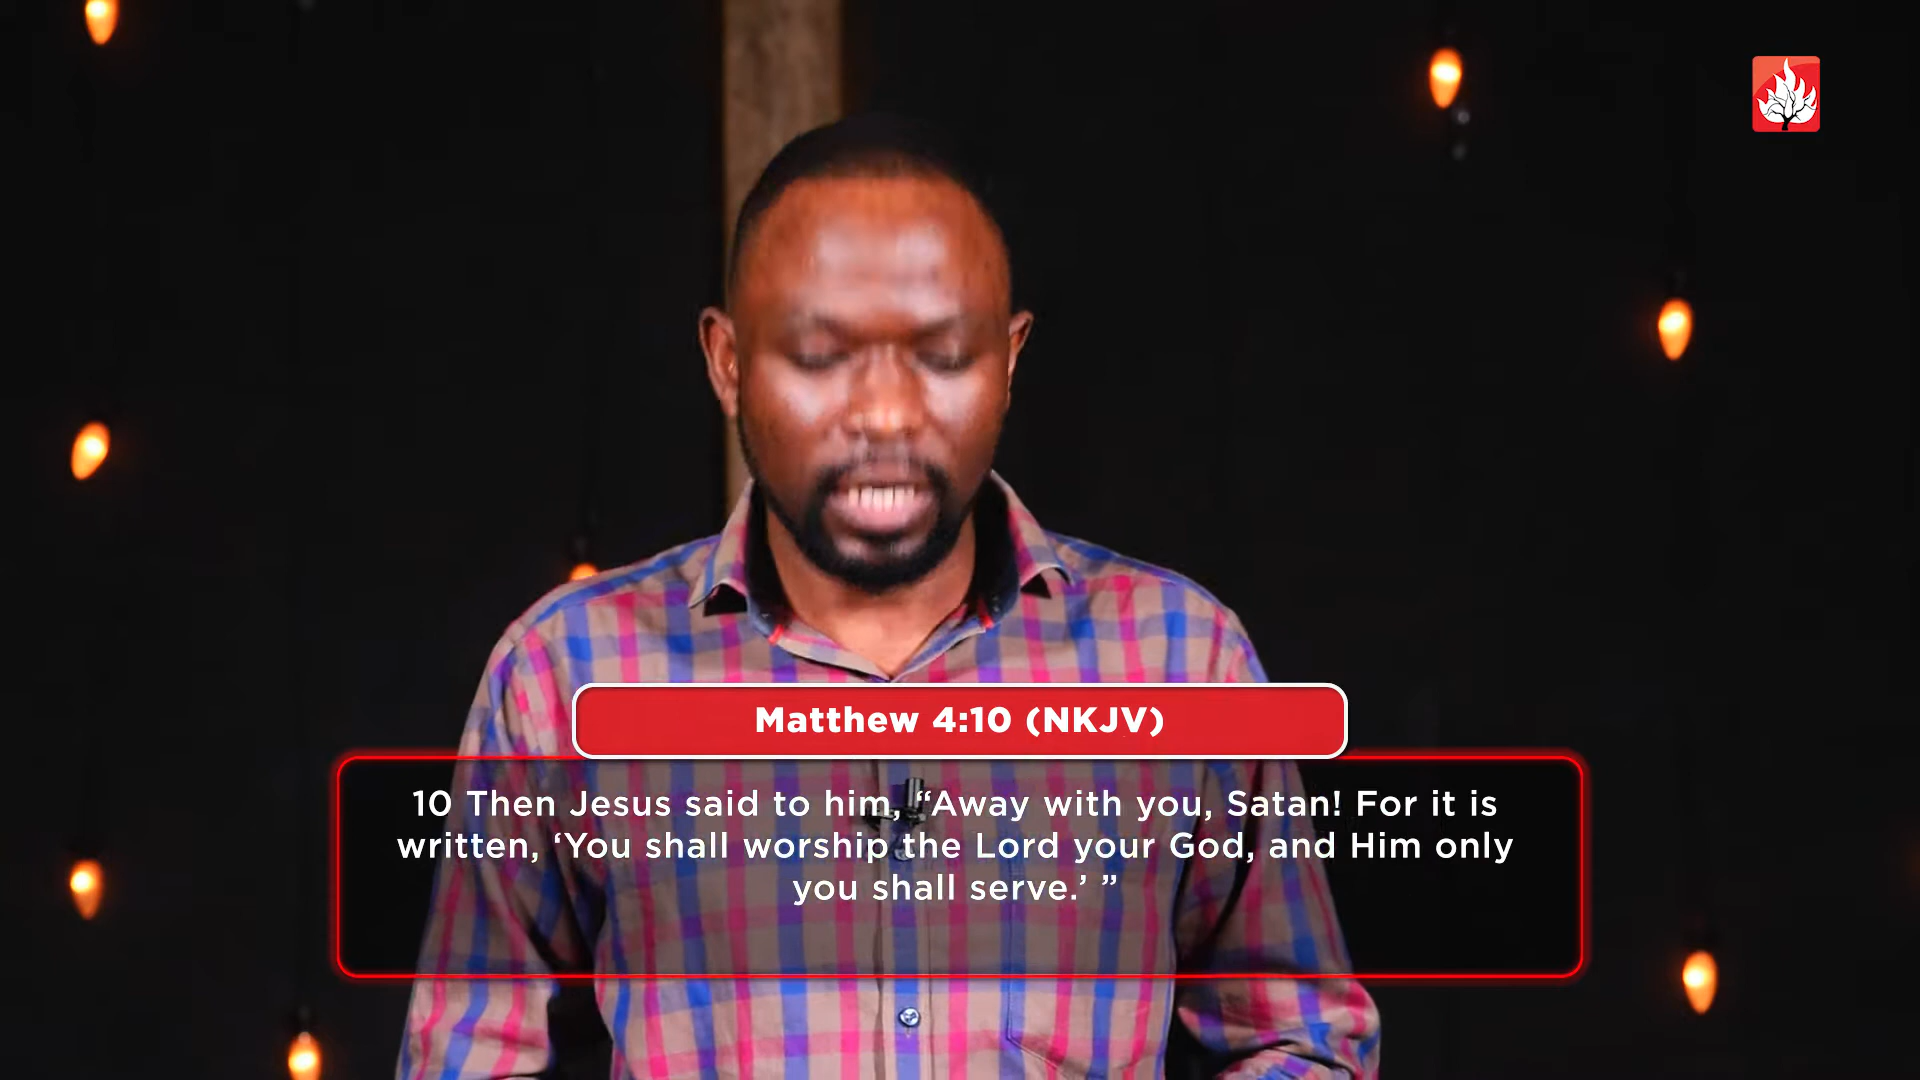 Matthew 4:10 (NKJV)
10 Then Jesus said to him, “Away with you, Satan! For it is
written, ‘You shall worship the Lord your God, and Him only
you shall serve.’ ”